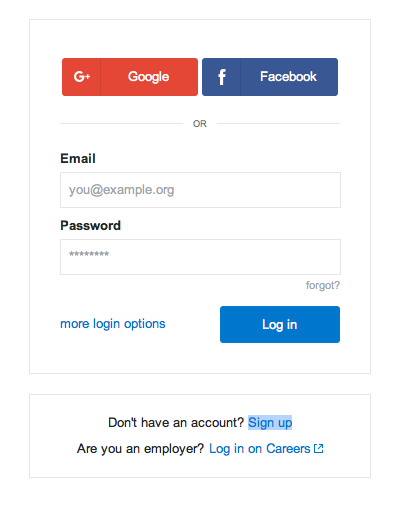 G+ Google
f Facebook
OR
Email
you@example.org
Password
********
forgot?
more login options
Log in
Don't have an account? Sign up
Are you an employer? Log in on Careers